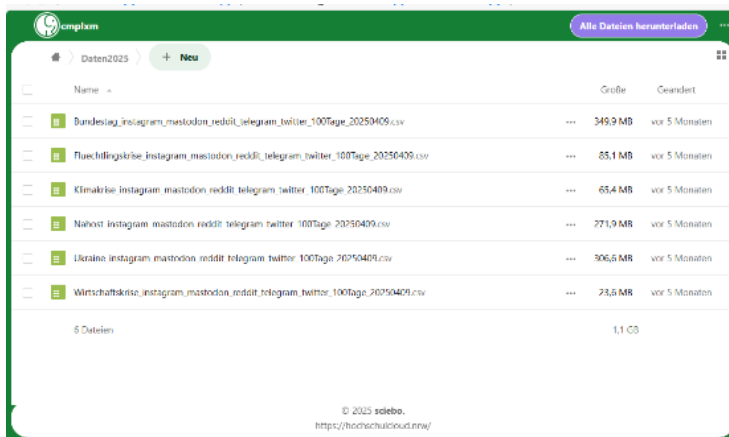 cmplxm
Alle Dateien herunterladen
Daten2025
+ Neu
Name
Größe
Geändert
Bundestag_instagram_mastodon_reddit_telegram_twitter_100Tage_20250409.csv
349,9 MB
vor 5 Monaten
Fluechtlingskrise_instagram_mastodon_reddit_telegram_twitter_100Tage_20250409.csv
85,1 MB
vor 5 Monaten
Klimakrise_instagram_mastodon_reddit_telegram_twitter_100Tage_20250409.csv
65,4 MB
vor 5 Monaten
Nahost_instagram_mastodon_reddit_telegram_twitter_100Tage_20250409.csv
271,9 MB
vor 5 Monaten
Ukraine_instagram_mastodon_reddit_telegram_twitter_100Tage_20250409.csv
306,6 MB
vor 5 Monaten
Wirtschaftskrise_instagram_mastodon_reddit_telegram_twitter_100Tage_20250409.csv
23,6 MB
vor 5 Monaten
6 Dateien
1,1 GB
© 2025 sciebo.
https://hochschulcloud.nrw/